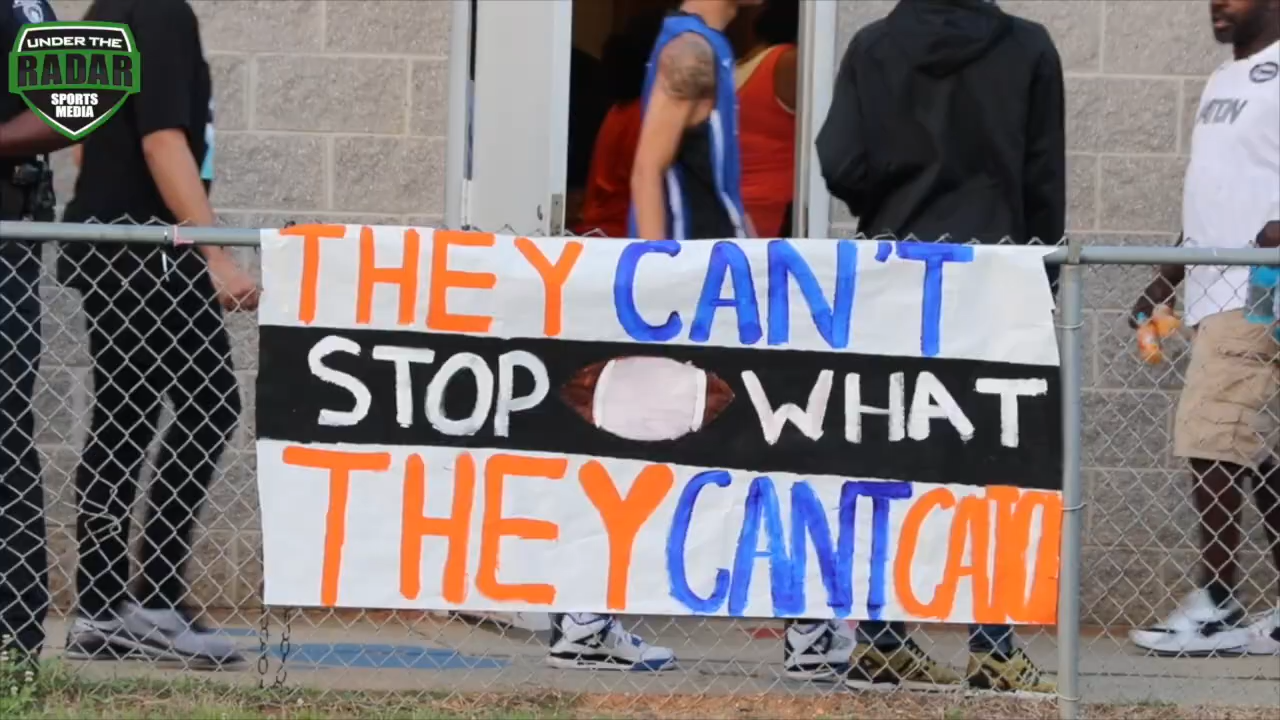 UNDER THE
RADAR
SPORTS
MEDIA
THEY CAN'T
STOP WHAT
THEY CANT CATCH